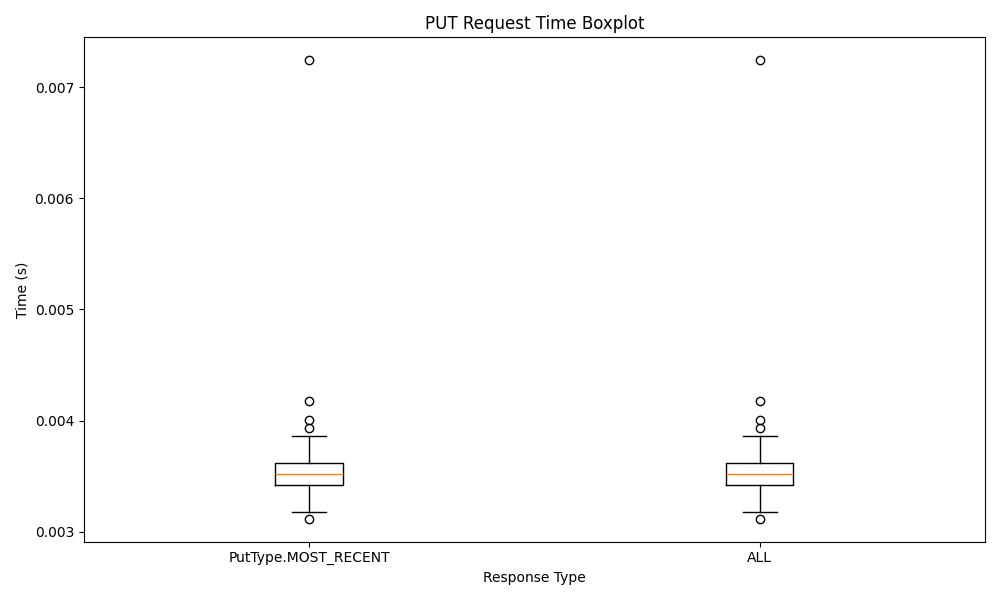 PUT Request Time Boxplot
0.007
0.006
0.005
0.004
0.003
Time (s)
PutType.MOST_RECENT
ALL
Response Type